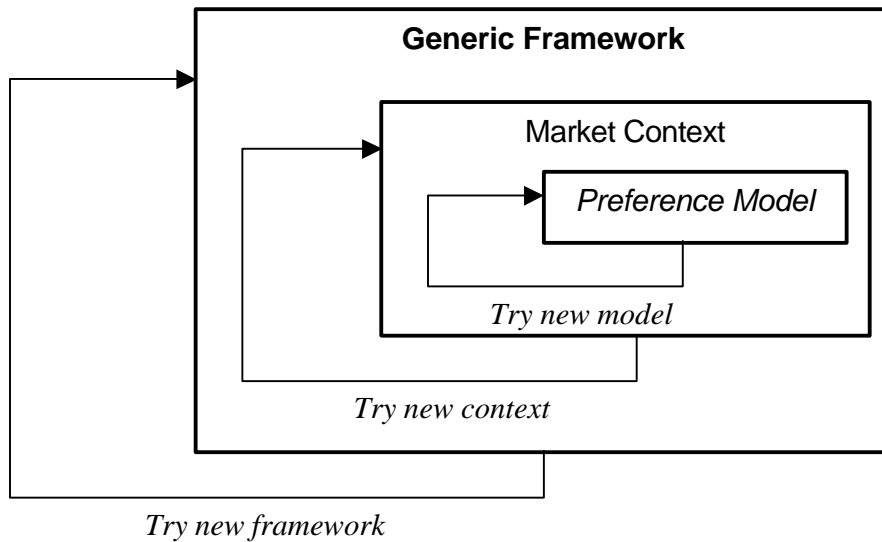 Generic Framework
Market Context
Preference Model
Try new model
Try new context
Try new framework